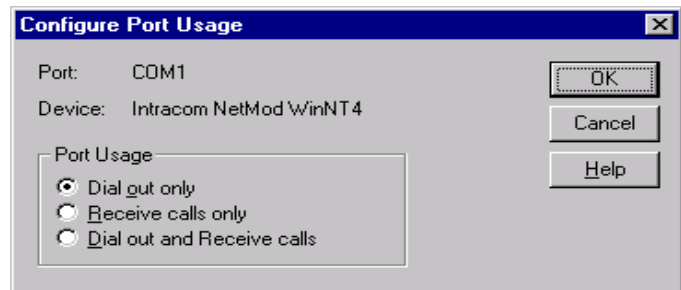 Configure Port Usage
Port: COM1
Device: Intracom NetMod WinNT4
Port Usage
Dial out only
Receive calls only
Dial out and Receive calls
OK
Cancel
Help